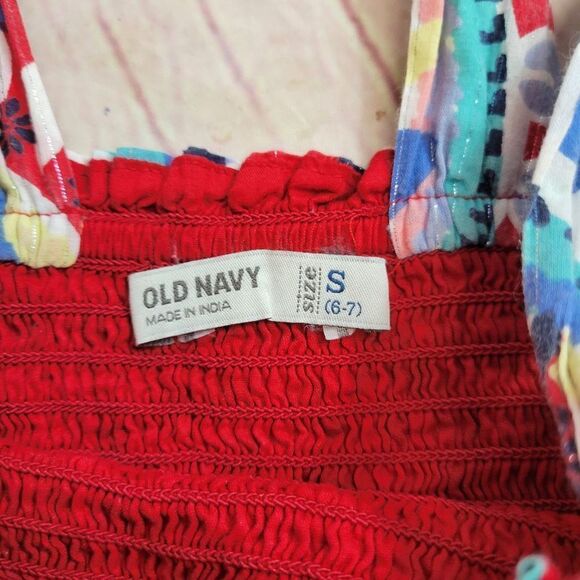 OLD NAVY
MADE IN INDIA
size
S
(6-7)